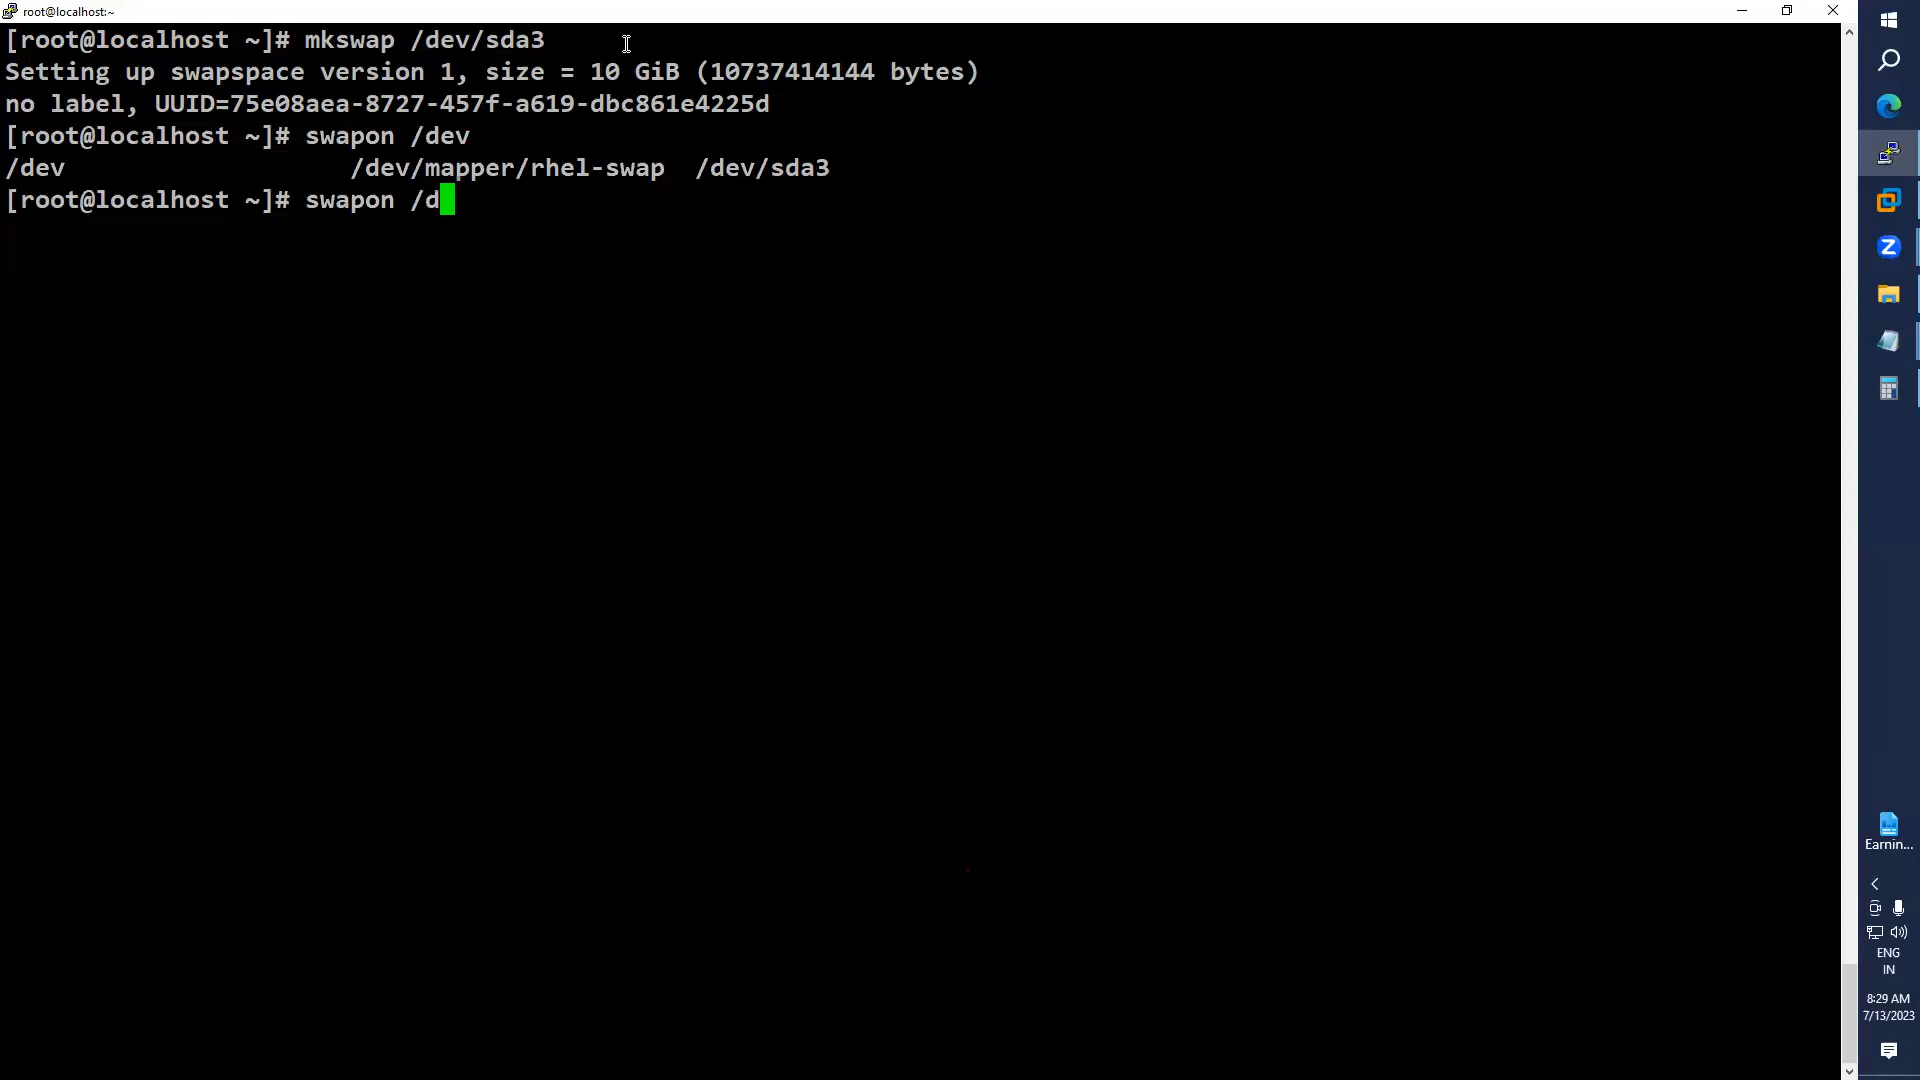 root@localhost:~
[root@localhost ~]# mkswap /dev/sda3
Setting up swapspace version 1, size = 10 GiB (10737414144 bytes)
no label, UUID=75e08aea-8727-457f-a619-dbc861e4225d
[root@localhost ~]# swapon /dev
/dev                   /dev/mapper/rhel-swap  /dev/sda3
[root@localhost ~]# swapon /d
Earnin...
ENG
IN
8:29 AM
7/13/2023